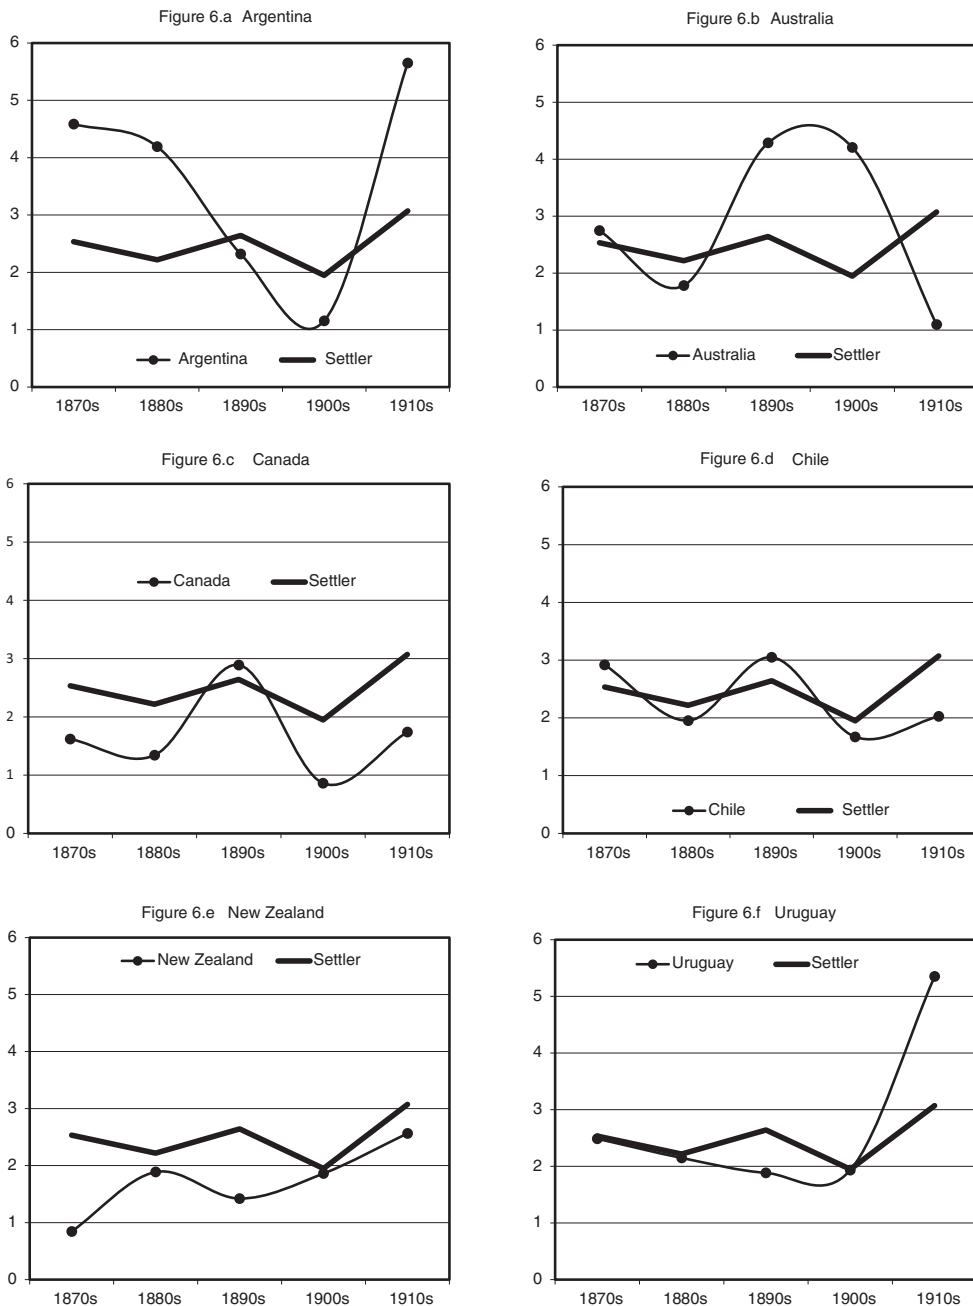 Figure 6.a Argentina
6
5
4
3
2
1
0
Argentina Settler
1870s 1880s 1890s 1900s 1910s
Figure 6.b Australia
6
5
4
3
2
1
0
Australia Settler
1870s 1880s 1890s 1900s 1910s
Figure 6.c Canada
6
5
4
3
2
1
0
Canada Settler
1870s 1880s 1890s 1900s 1910s
Figure 6.d Chile
6
5
4
3
2
1
0
Chile Settler
1870s 1880s 1890s 1900s 1910s
Figure 6.e New Zealand
6
5
4
3
2
1
0
New Zealand Settler
1870s 1880s 1890s 1900s 1910s
Figure 6.f Uruguay
6
5
4
3
2
1
0
Uruguay Settler
1870s 1880s 1890s 1900s 1910s